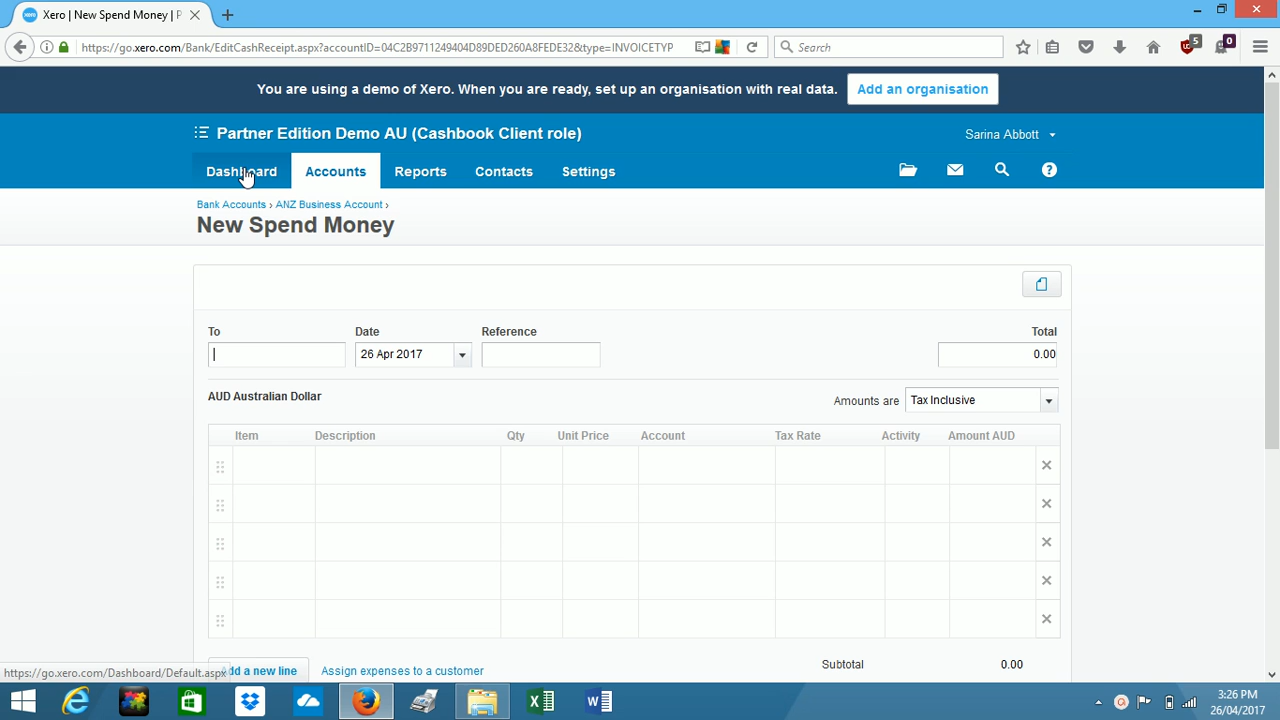 Xero | New Spend Money | P
https://go.xero.com/Bank/EditCashReceipt.aspx?accountID=04C2B9711249404D89DED26D08FEDE32&type=INVOICETYP
Search
5
0
You are using a demo of Xero. When you are ready, set up an organisation with real data.
Add an organisation
Partner Edition Demo AU (Cashbook Client role)
Sarina Abbott
Dashboard Accounts Reports Contacts Settings
Bank Accounts › ANZ Business Account ›
New Spend Money
To Date Reference Total
26 Apr 2017 0.00
AUD Australian Dollar
Amounts are Tax Inclusive
Item Description Qty Unit Price Account Tax Rate Activity Amount AUD
Add a new line Assign expenses to a customer Subtotal 0.00
https://go.xero.com/Dashboard/Default.aspx
3:26 PM
26/04/2017